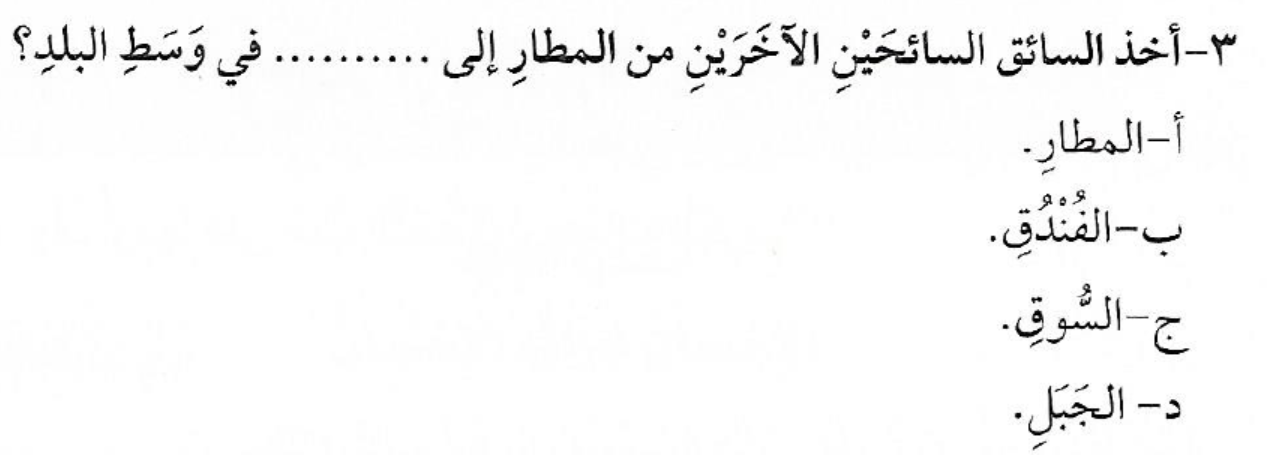 ٣-أخذ السائق السائحَيْنِ الآخَرَيْنِ من المطارِ إلى .......... في وَسَطِ البلدِ؟
أ-المطارِ.
ب-الفُنْدُقِ.
ج-السُّوقِ.
د- الجَبَلِ.